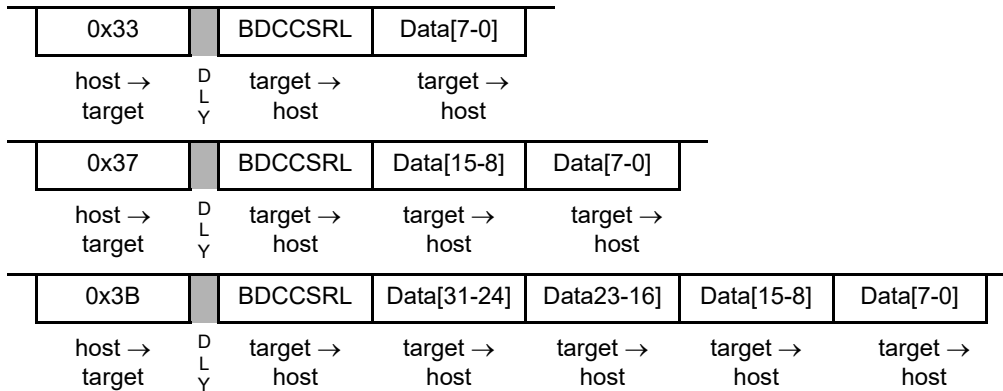 0x33 BDCCSRL Data[7-0]
host → target D L Y target → host target → host
0x37 BDCCSRL Data[15-8] Data[7-0]
host → target D L Y target → host target → host target → host
0x3B BDCCSRL Data[31-24] Data23-16] Data[15-8] Data[7-0]
host → target D L Y target → host target → host target → host target → host target → host